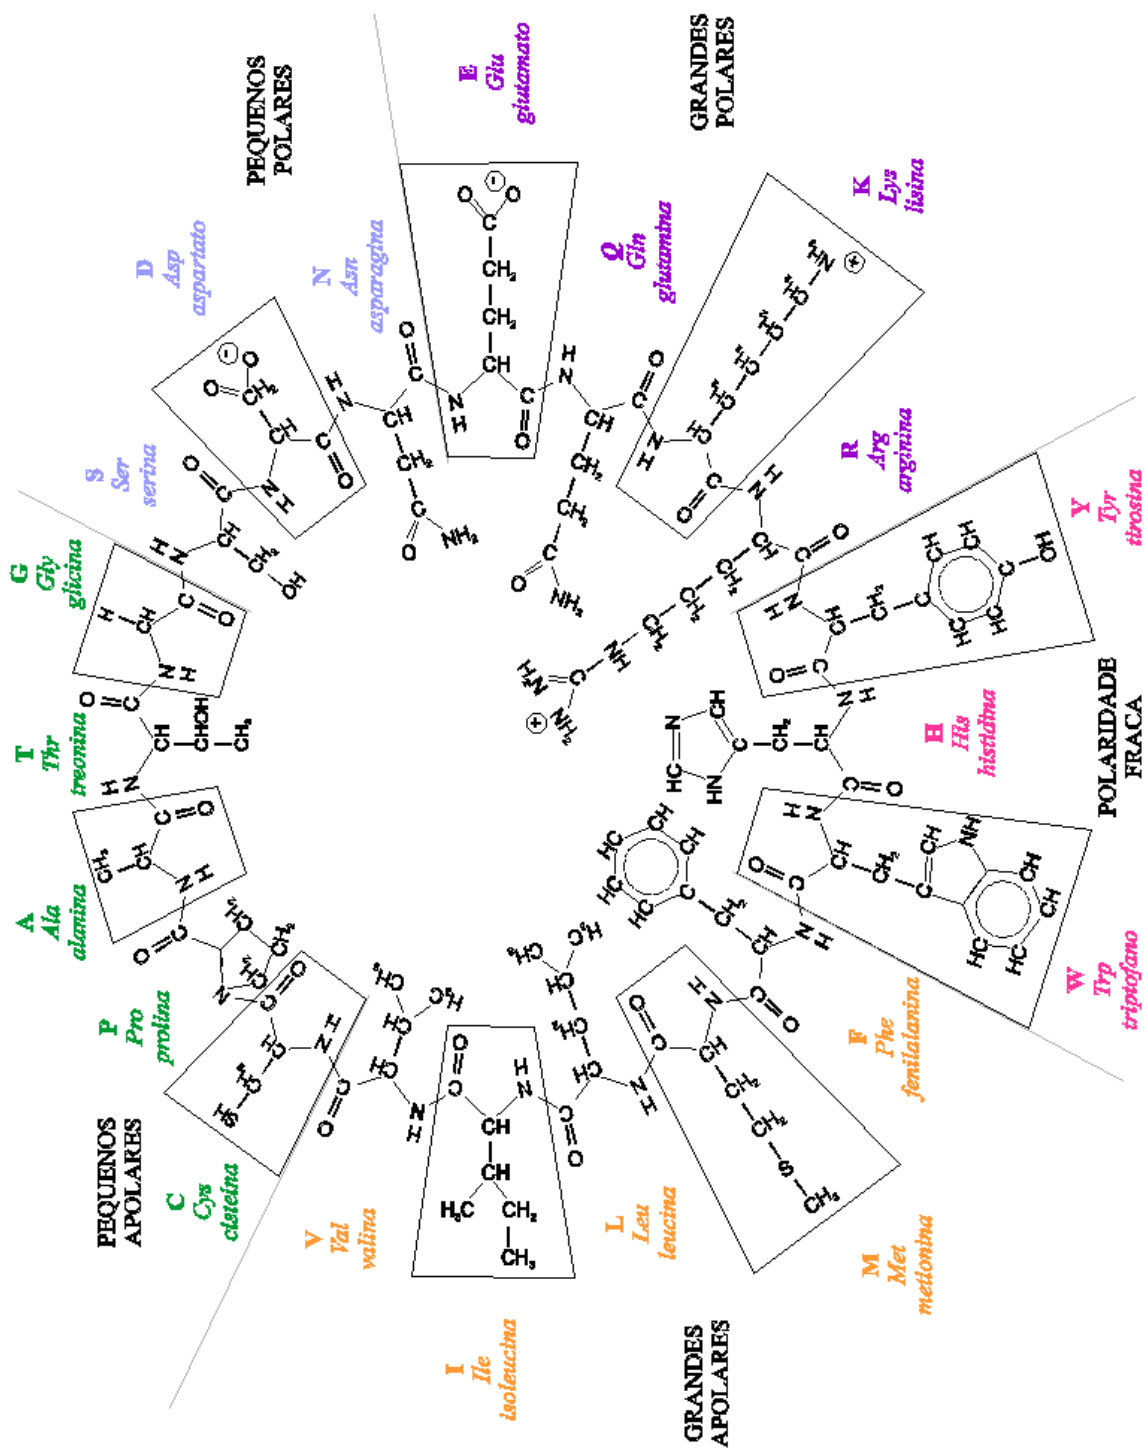 PEQUENOS
POLARES
GRANDES
POLARES
POLARIDADE
FRACA
GRANDES
APOLARES
PEQUENOS
APOLARES
G
Gly
glicina
S
Ser
serina
D
Asp
aspartato
N
Asn
asparagina
E
Glu
glutamato
Q
Gln
glutamina
K
Lys
lisina
R
Arg
arginina
Y
Tyr
tirosina
H
His
histidina
W
Trp
triptofano
F
Phe
fenilalanina
M
Met
metionina
L
Leu
leucina
I
Ile
isoleucina
V
Val
valina
C
Cys
cisteina
P
Pro
prolina
A
Ala
alanina
T
Thr
treonina